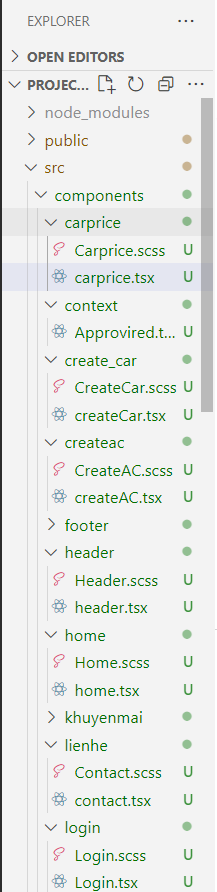 EXPLORER
OPEN EDITORS
PROJEC...
node_modules
public
src
components
carprice
Carprice.scss U
carprice.tsx U
context
Approvired.t... U
create_car
CreateCar.scss U
createCar.tsx U
createac
CreateAC.scss U
createAC.tsx U
footer
header
Header.scss U
header.tsx U
home
Home.scss U
home.tsx U
khuyenmai
lienhe
Contact.scss U
contact.tsx U
login
Login.scss U
Login.tsx U